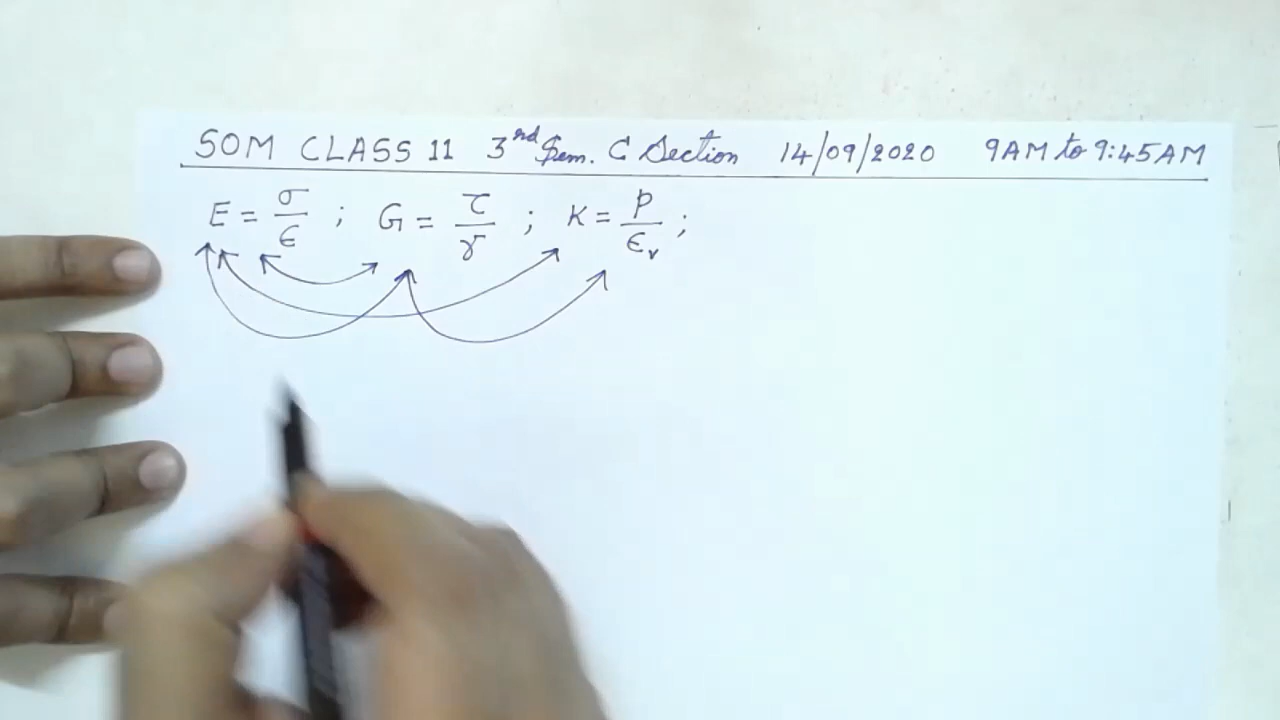 SOM CLASS 11 3rd Sem. C Section 14/09/2020 9AM to 9:45AM
E = σ/ϵ ; G = τ/γ ; K = P/ϵᵥ ;